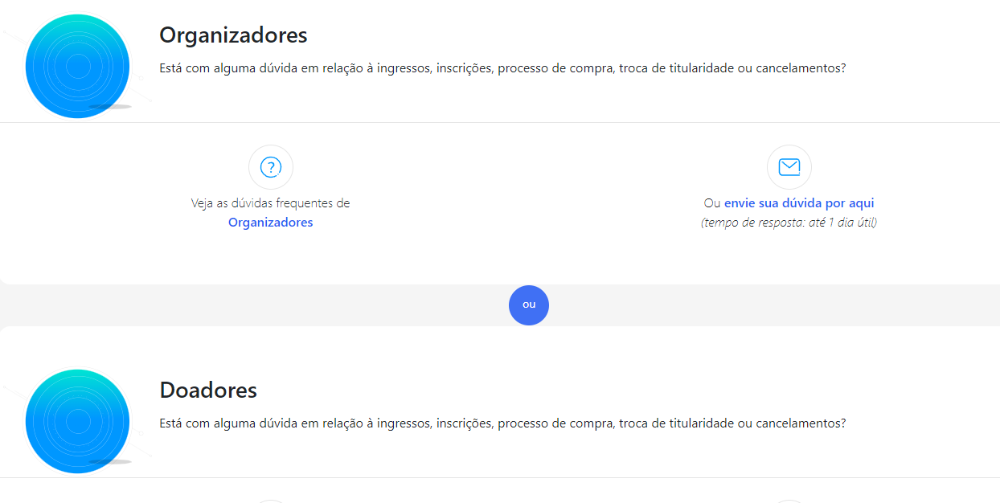 Organizadores
Está com alguma dúvida em relação à ingressos, inscrições, processo de compra, troca de titularidade ou cancelamentos?
Veja as dúvidas frequentes de
Organizadores
Ou envie sua dúvida por aqui
(tempo de resposta: até 1 dia útil)
ou
Doadores
Está com alguma dúvida em relação à ingressos, inscrições, processo de compra, troca de titularidade ou cancelamentos?